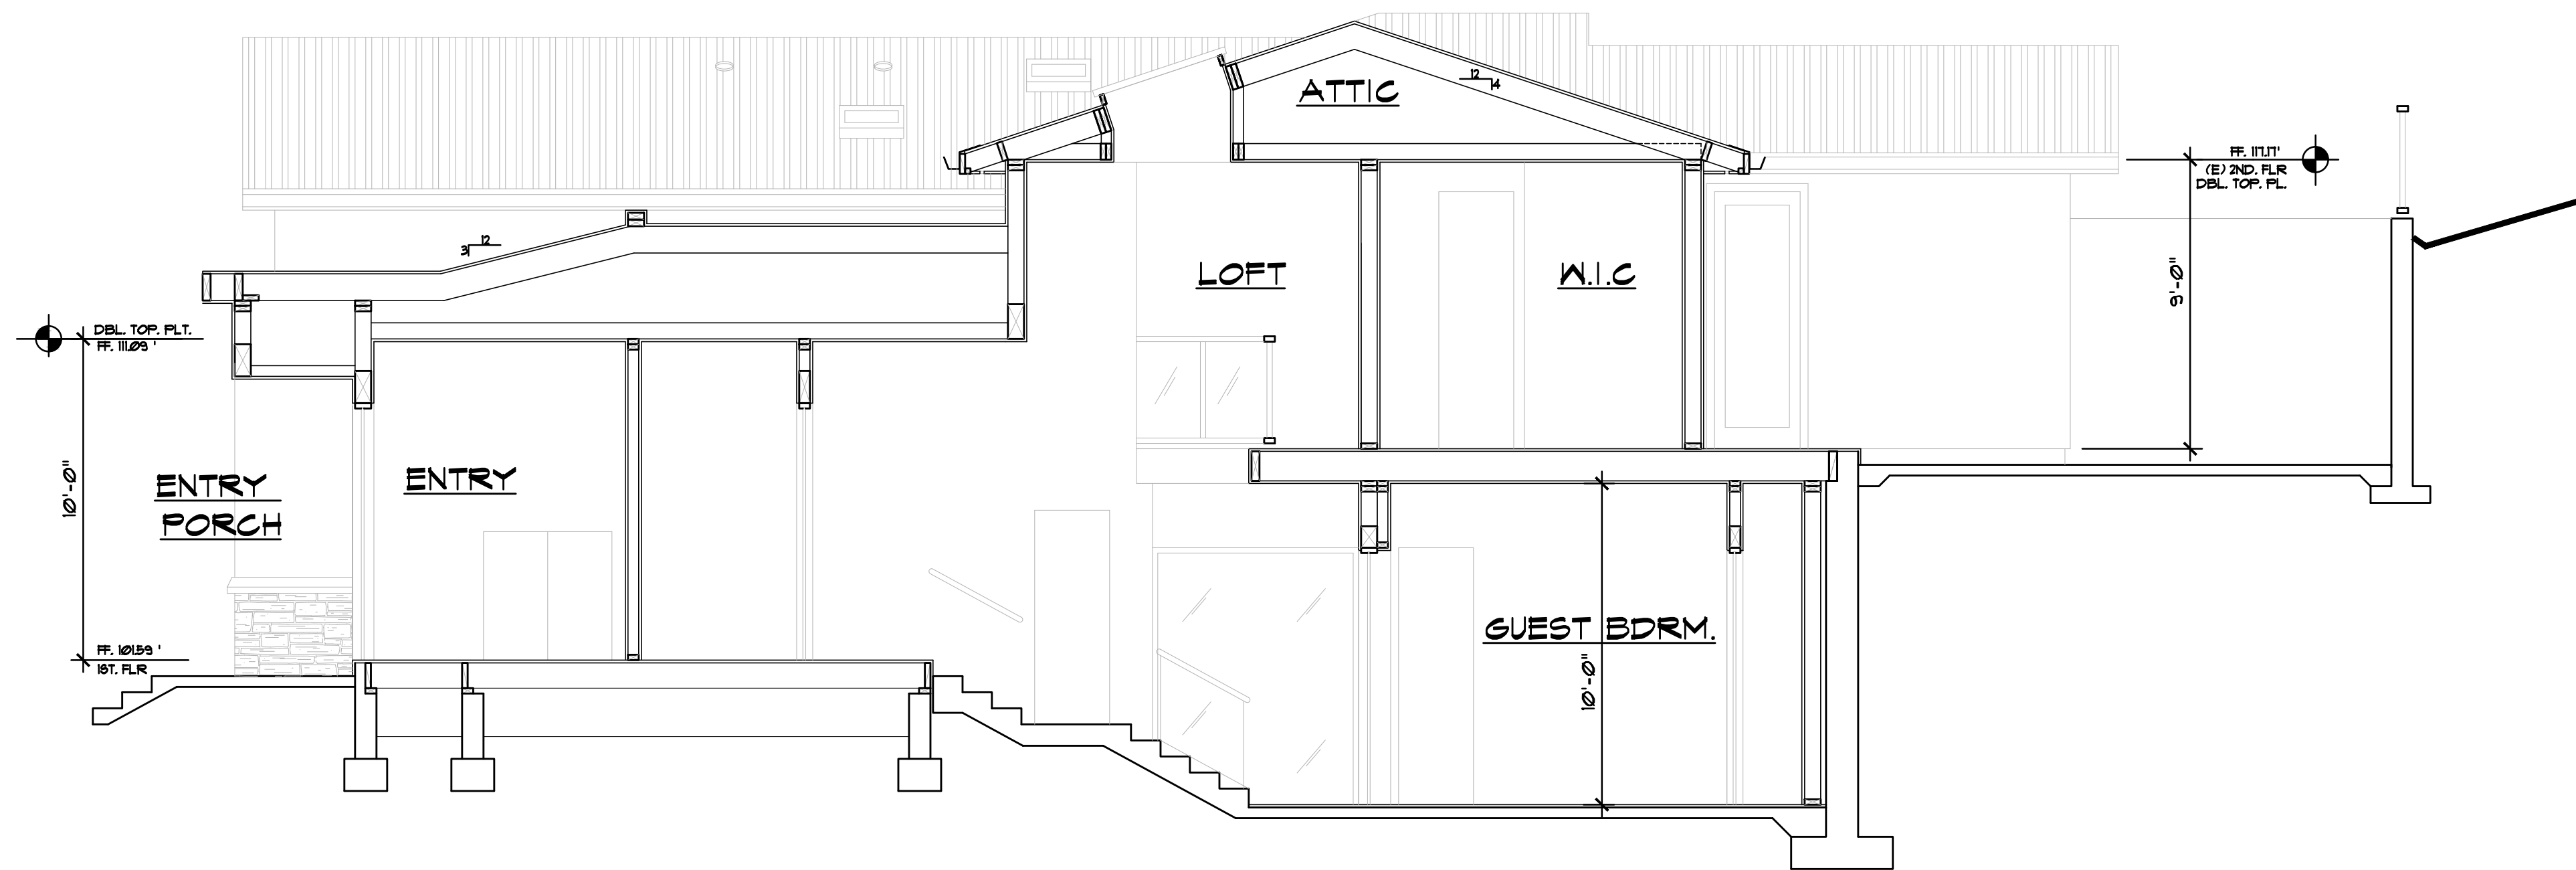 ATTIC
12
4
FF. 117.17'
(E) 2ND. FLR
DBL. TOP. PL.
12
3
LOFT
W.I.C
9'-0"
DBL. TOP. PLT.
FF. 111.09 '
10'-0"
ENTRY
PORCH
ENTRY
GUEST BDRM.
10'-0"
FF. 101.59 '
1ST. FLR